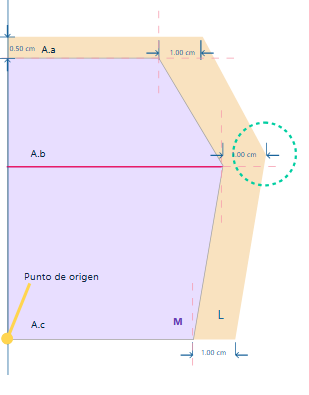 0.50 cm A.a 1.00 cm
A.b 1.00 cm
Punto de origen
A.c M L
1.00 cm